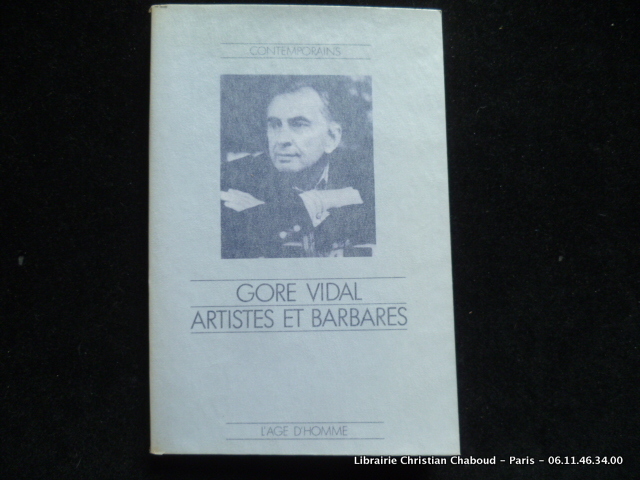 CONTEMPORAINS
GORE VIDAL
ARTISTES ET BARBARES
L'AGE D'HOMME
Librairie Christian Chaboud - Paris - 06.11.46.34.00